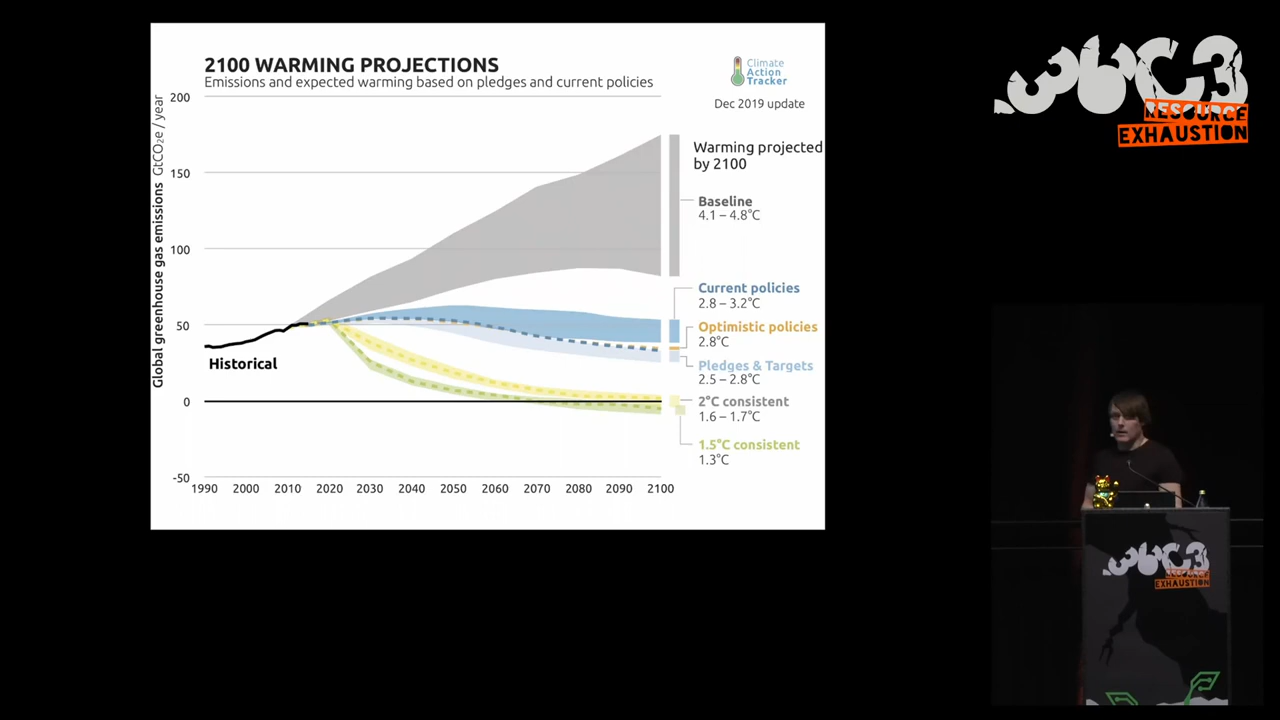 2100 WARMING PROJECTIONS
Emissions and expected warming based on pledges and current policies
Climate
Action
Tracker
Dec 2019 update
Global greenhouse gas emissions GtCO₂e / year
200
150
100
50
0
-50
Historical
1990 2000 2010 2020 2030 2040 2050 2060 2070 2080 2090 2100
Warming projected
by 2100
Baseline
4.1 – 4.8°C
Current policies
2.8 – 3.2°C
Optimistic policies
2.8°C
Pledges & Targets
2.5 – 2.8°C
2°C consistent
1.6 – 1.7°C
1.5°C consistent
1.3°C
36C3
RESOURCE
EXHAUSTION
36C3
RESOURCE
EXHAUSTION